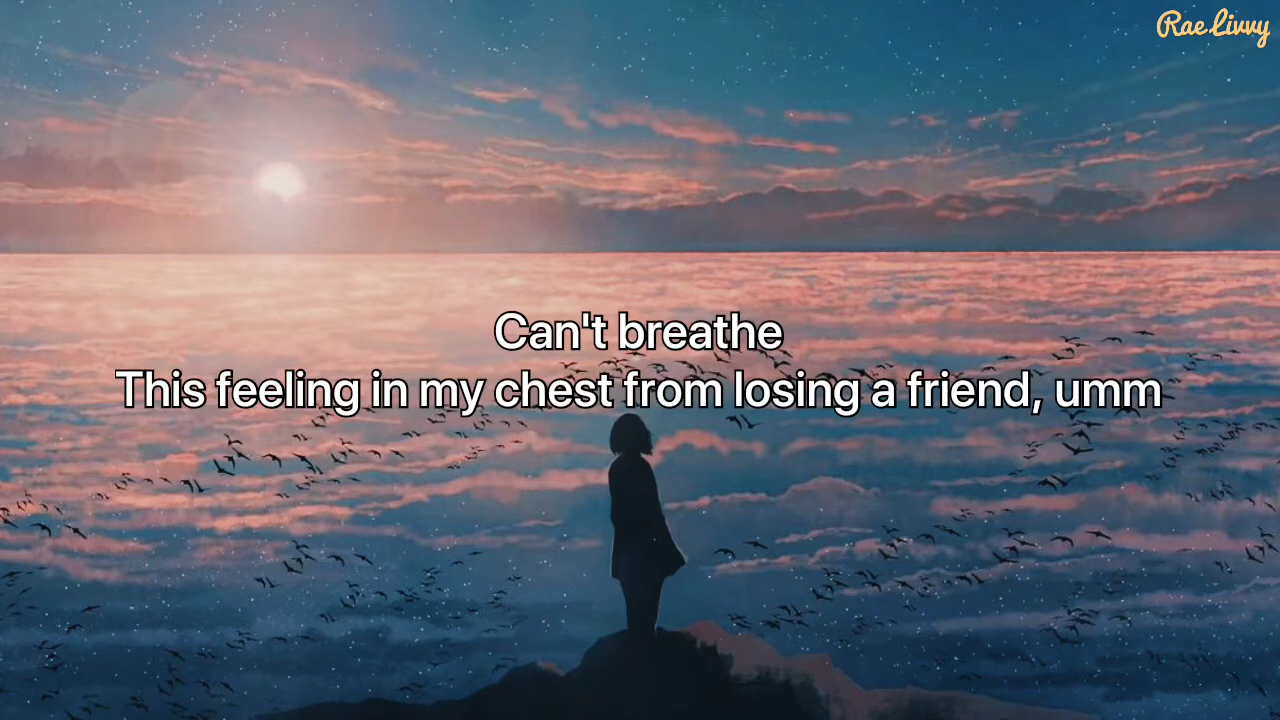 Rae Livvy
Can't breathe
This feeling in my chest from losing a friend, umm